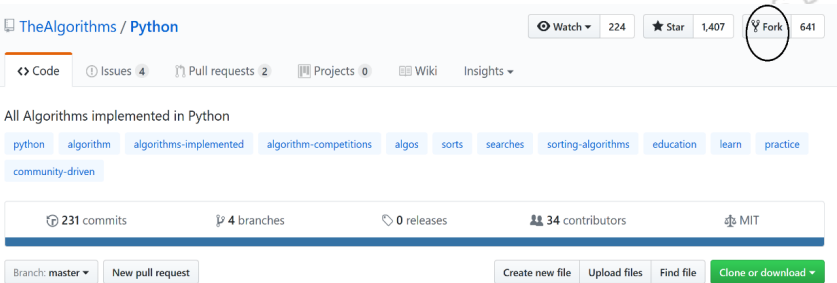 TheAlgorithms / Python Watch 224 Star 1,407 Fork 641
Code Issues 4 Pull requests 2 Projects 0 Wiki Insights
All Algorithms implemented in Python
python algorithm algorithms-implemented algorithm-competitions algos sorts searches sorting-algorithms education learn practice
community-driven
231 commits 4 branches 0 releases 34 contributors MIT
Branch: master New pull request Create new file Upload files Find file Clone or download